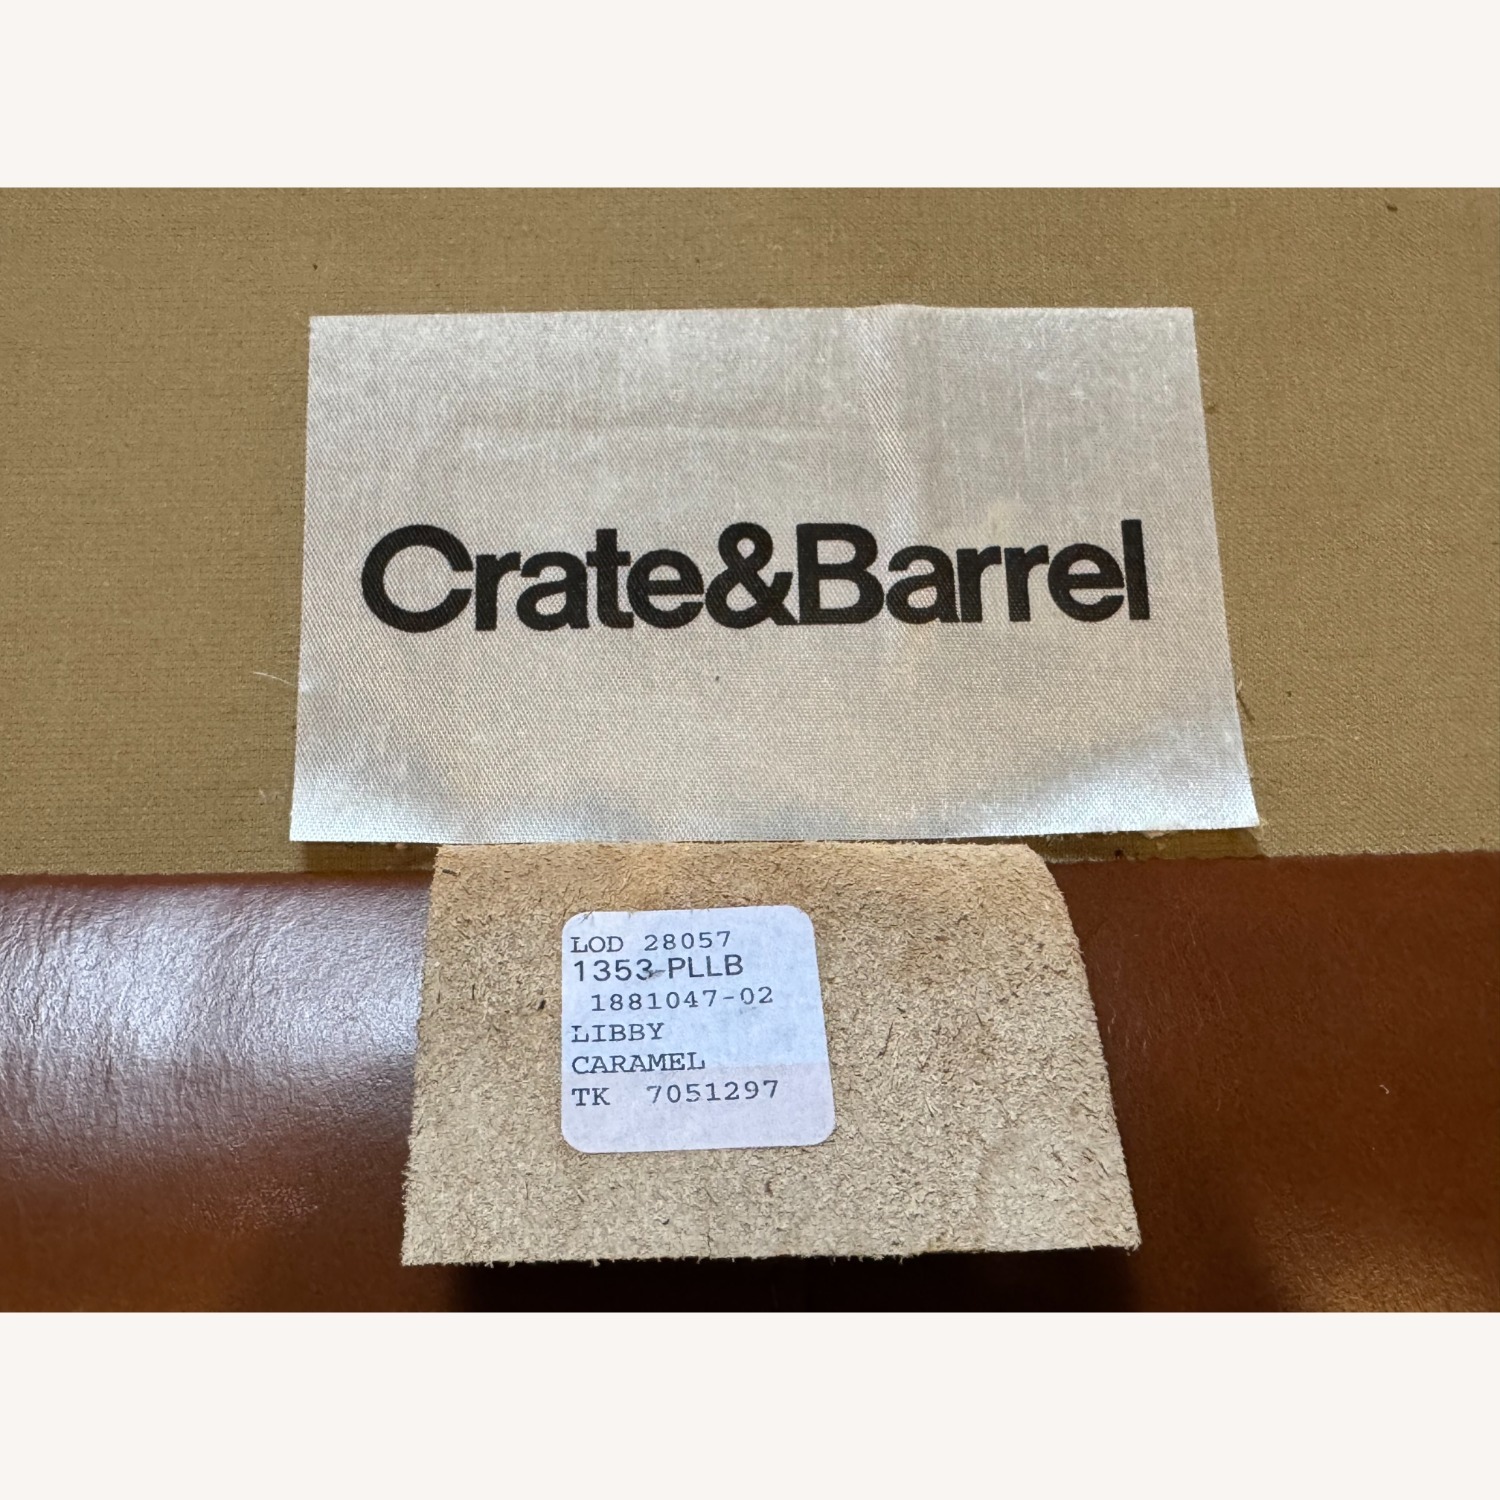 Crate&Barrel
LOD 28057
1353-PLLB
1881047-02
LIBBY
CARAMEL
TK 7051297